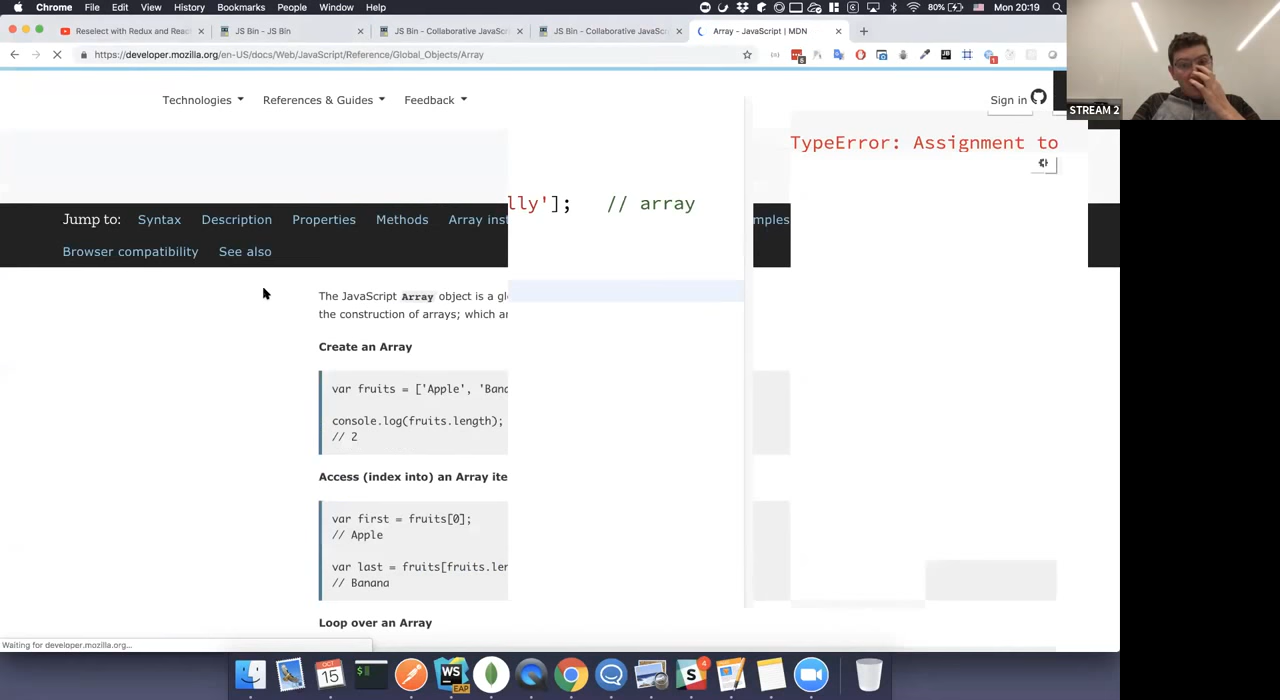 Chrome File Edit View History Bookmarks People Window Help
80% Mon 20:19
Reselect with Redux and Reac
JS Bin - JS Bin
JS Bin - Collaborative JavaScri
JS Bin - Collaborative JavaScri
Array - JavaScript | MDN
https://developer.mozilla.org/en-US/docs/Web/JavaScript/Reference/Global_Objects/Array
Technologies References & Guides Feedback Sign in
STREAM 2
TypeError: Assignment to
lly']; // array
Jump to: Syntax Description Properties Methods Array inst mples
Browser compatibility See also
The JavaScript Array object is a gl
the construction of arrays; which ar
Create an Array
var fruits = ['Apple', 'Bana
console.log(fruits.length);
// 2
Access (index into) an Array ite
var first = fruits[0];
// Apple
var last = fruits[fruits.len
// Banana
Loop over an Array
Waiting for developer.mozilla.org...
OCT
15
$
WS
EAP
S
4